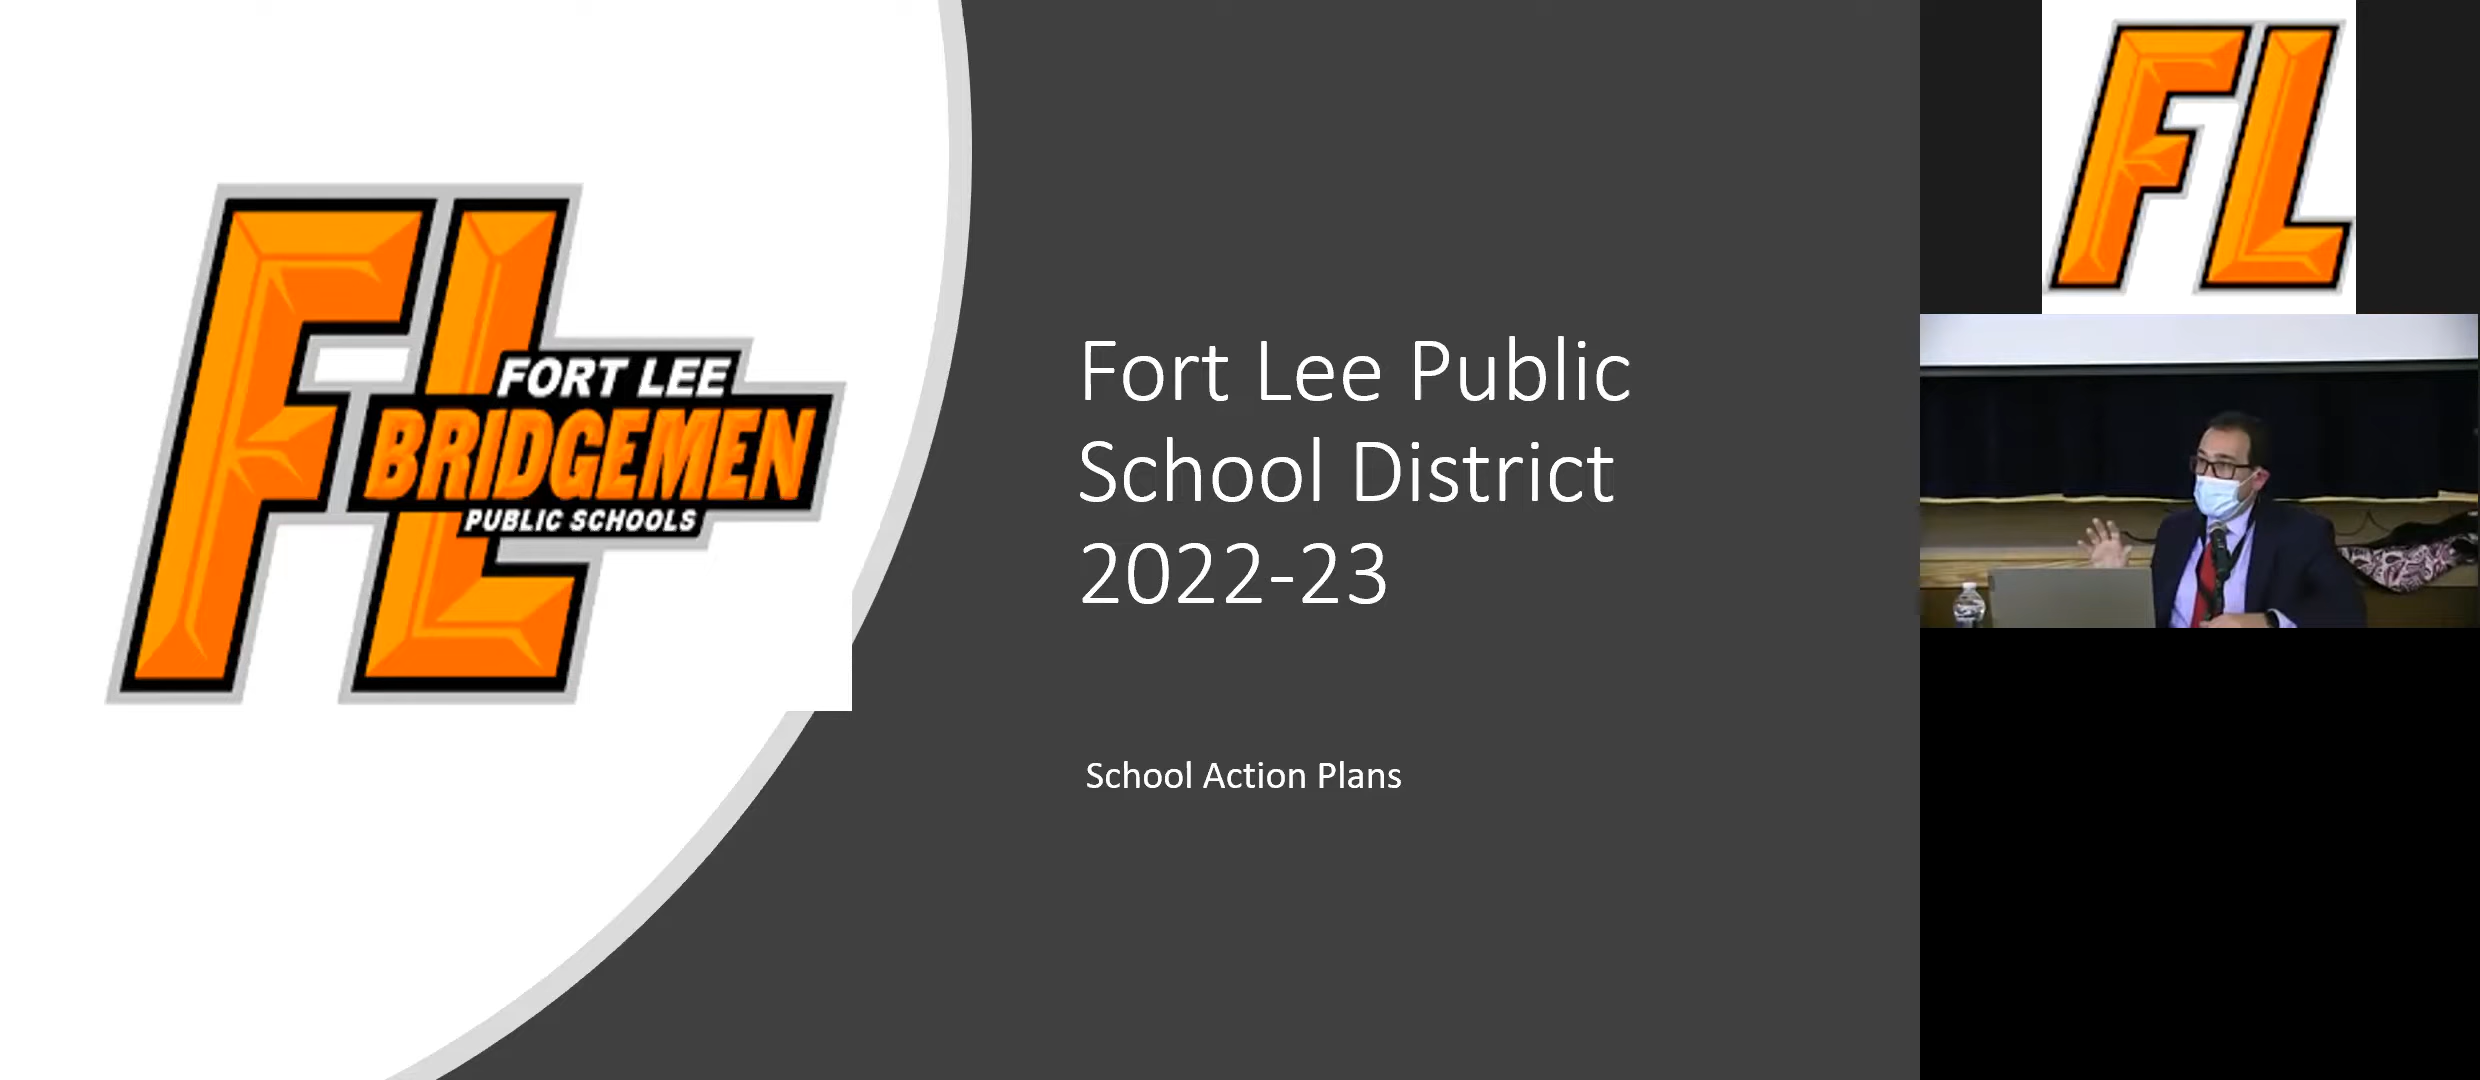 FL
FORT LEE
BRIDGEMEN
PUBLIC SCHOOLS
Fort Lee Public
School District
2022-23
School Action Plans
FL